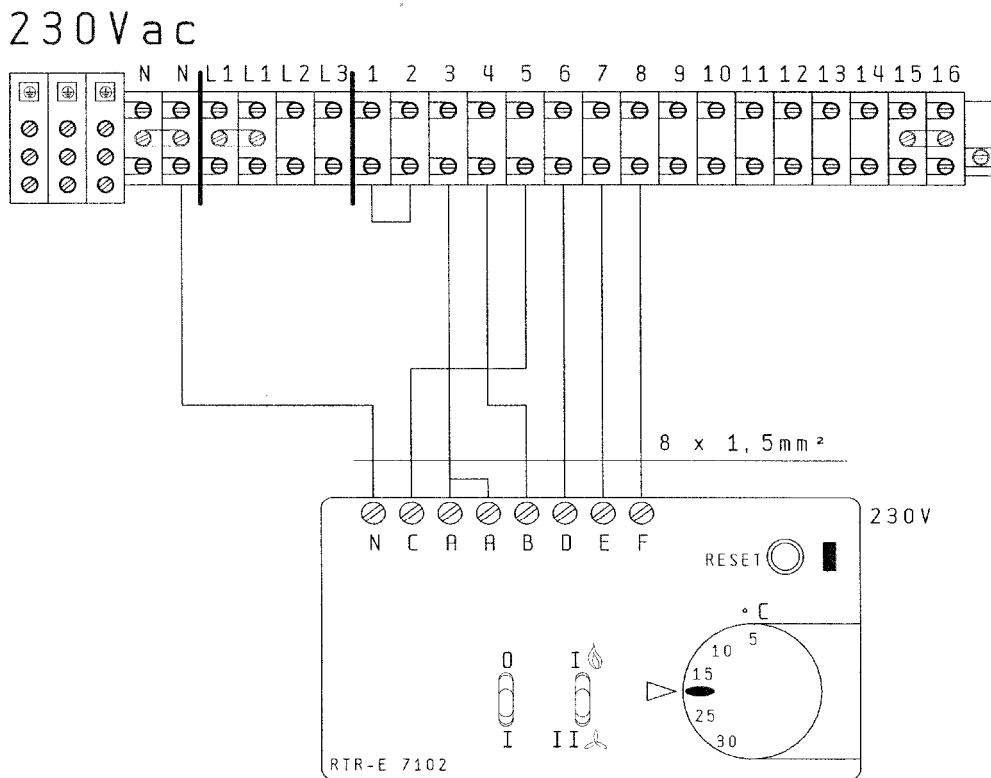 230Vac
N N L1 L1 L2 L3 1 2 3 4 5 6 7 8 9 10 11 12 13 14 15 16
8 x 1,5mm²
230V
N C A A B D E F
RESET
°C
5
10
15
25
30
0 I
I II
RTR-E 7102